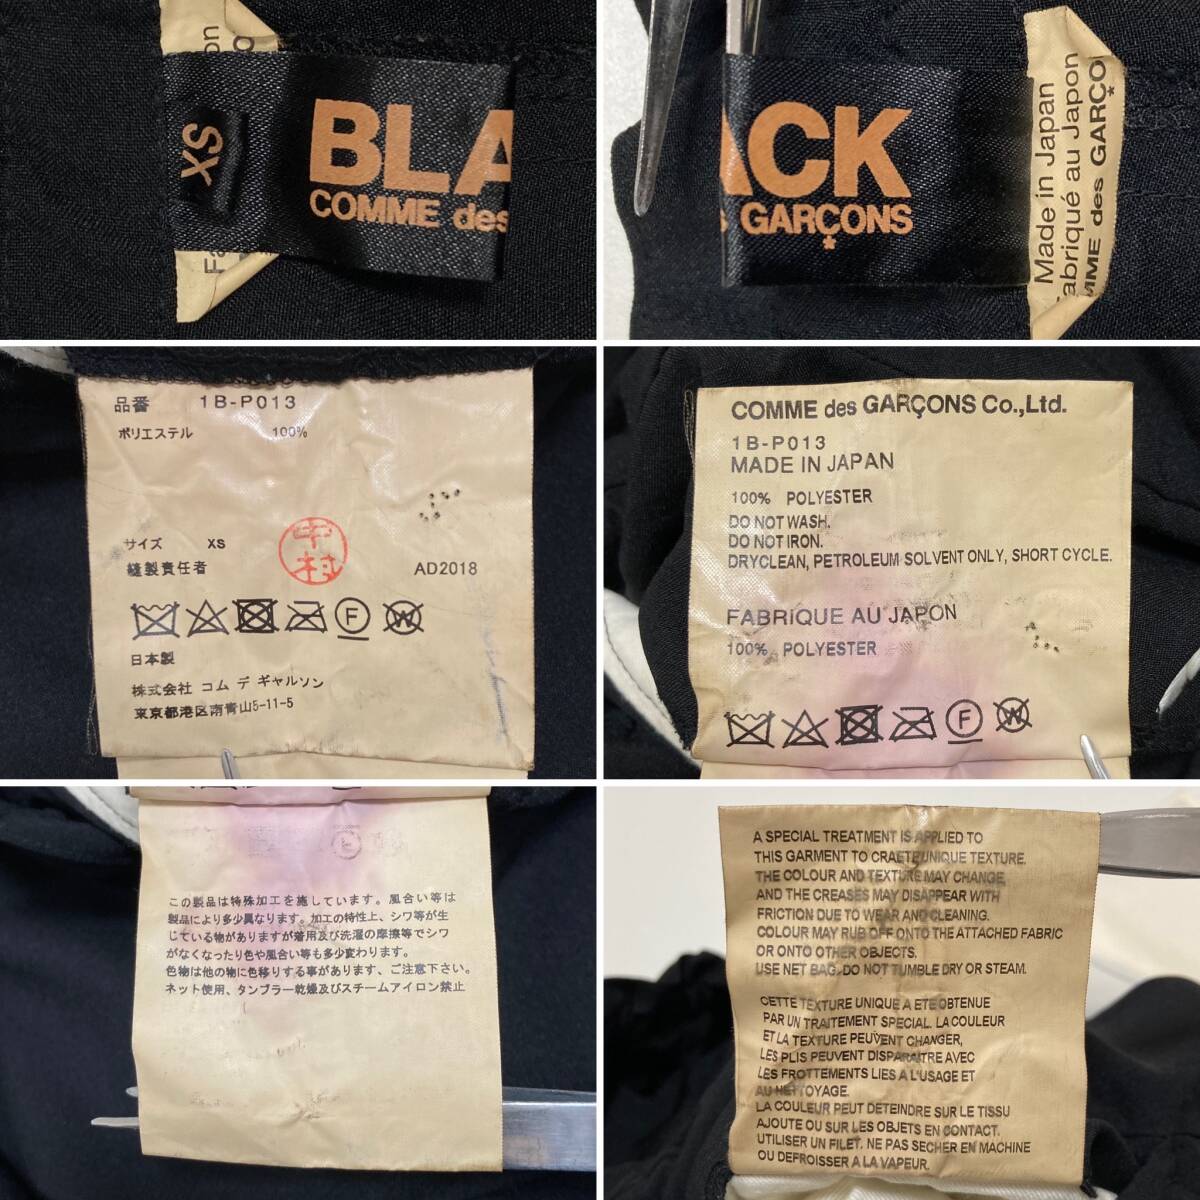 XS
BLA
COMME des
ACK
GARÇONS
Made in Japan
Fabriqué au Japon
MME des GARÇO
品番 1B-P013
ポリエステル 100%
サイズ XS
中村
縫製責任者 AD2018
F W
日本製
株式会社 コム デ ギャルソン
東京都港区南青山5-11-5
COMME des GARÇONS Co.,Ltd.
1B-P013
MADE IN JAPAN
100% POLYESTER
DO NOT WASH.
DO NOT IRON.
DRYCLEAN, PETROLEUM SOLVENT ONLY, SHORT CYCLE.
FABRIQUE AU JAPON
100% POLYESTER
F W
この製品は特殊加工を施しています。風合い等は
製品により多少異なります。加工の特性上、シワ等が生
じている物がありますが着用及び洗濯の摩擦等でシワ
がなくなったり色や風合い等も多少変わります。
色物は他の物に色移りする事があります、ご注意下さい。
ネット使用、タンブラー乾燥及びスチームアイロン禁止
A SPECIAL TREATMENT IS APPLIED TO
THIS GARMENT TO CRAETE UNIQUE TEXTURE.
THE COLOUR AND TEXTURE MAY CHANGE,
AND THE CREASES MAY DISAPPEAR WITH
FRICTION DUE TO WEAR AND CLEANING.
COLOUR MAY RUB OFF ONTO THE ATTACHED FABRIC
OR ONTO OTHER OBJECTS.
USE NET BAG. DO NOT TUMBLE DRY OR STEAM.
CETTE TEXTURE UNIQUE A ETE OBTENUE
PAR UN TRAITEMENT SPECIAL. LA COULEUR
ET LA TEXTURE PEUVENT CHANGER,
LES PLIS PEUVENT DISPARAITRE AVEC
LES FROTTEMENTS LIES A L'USAGE ET
AU NETTOYAGE.
LA COULEUR PEUT DETEINDRE SUR LE TISSU
AJOUTE OU SUR LES OBJETS EN CONTACT.
UTILISER UN FILET. NE PAS SECHER EN MACHINE
OU DEFROISSER A LA VAPEUR.